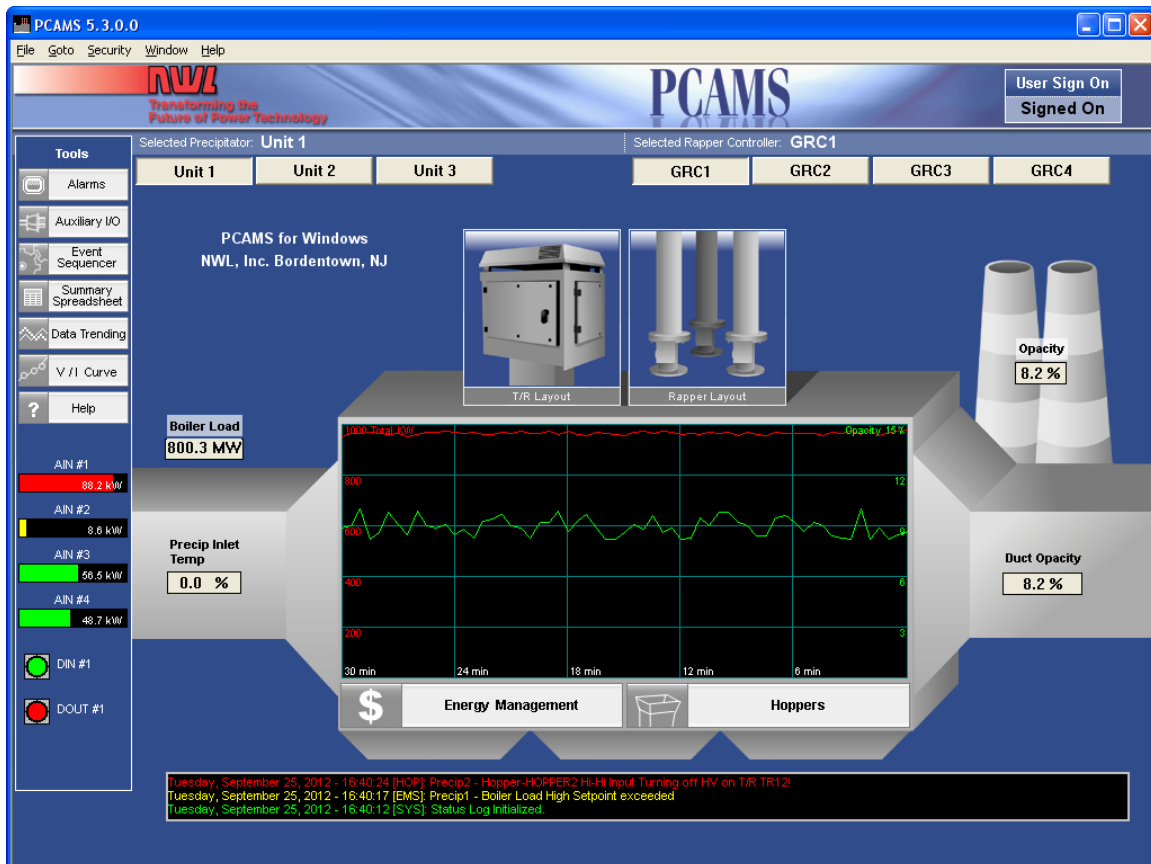 PCAMS 5.3.0.0
File Goto Security Window Help
NWL
Transforming the
Future of Power Technology
PCAMS
User Sign On
Signed On
Tools
Alarms
Auxiliary I/O
Event
Sequencer
Summary
Spreadsheet
Data Trending
V / I Curve
? Help
AIN #1
88.2 kW
AIN #2
8.6 kW
AIN #3
56.5 kW
AIN #4
48.7 kW
DIN #1
DOUT #1
Selected Precipitator: Unit 1
Unit 1 Unit 2 Unit 3
Selected Rapper Controller: GRC1
GRC1 GRC2 GRC3 GRC4
PCAMS for Windows
NWL, Inc. Bordentown, NJ
T/R Layout
Rapper Layout
Opacity
8.2 %
Boiler Load
800.3 MW
Precip Inlet
Temp
0.0 %
1000 Total KW
Opacity 15%
800
12
600
9
400
6
200
3
30 min 24 min 18 min 12 min 6 min
Duct Opacity
8.2 %
$ Energy Management
Hoppers
Tuesday, September 25, 2012 - 16:40:24 [HOP]: Precip2 - Hopper-HOPPER2 Hi-Hi Input Turning off HV on T/R TR12!
Tuesday, September 25, 2012 - 16:40:17 [EMS]: Precip1 - Boiler Load High Setpoint exceeded
Tuesday, September 25, 2012 - 16:40:12 [SYS]: Status Log Initialized.